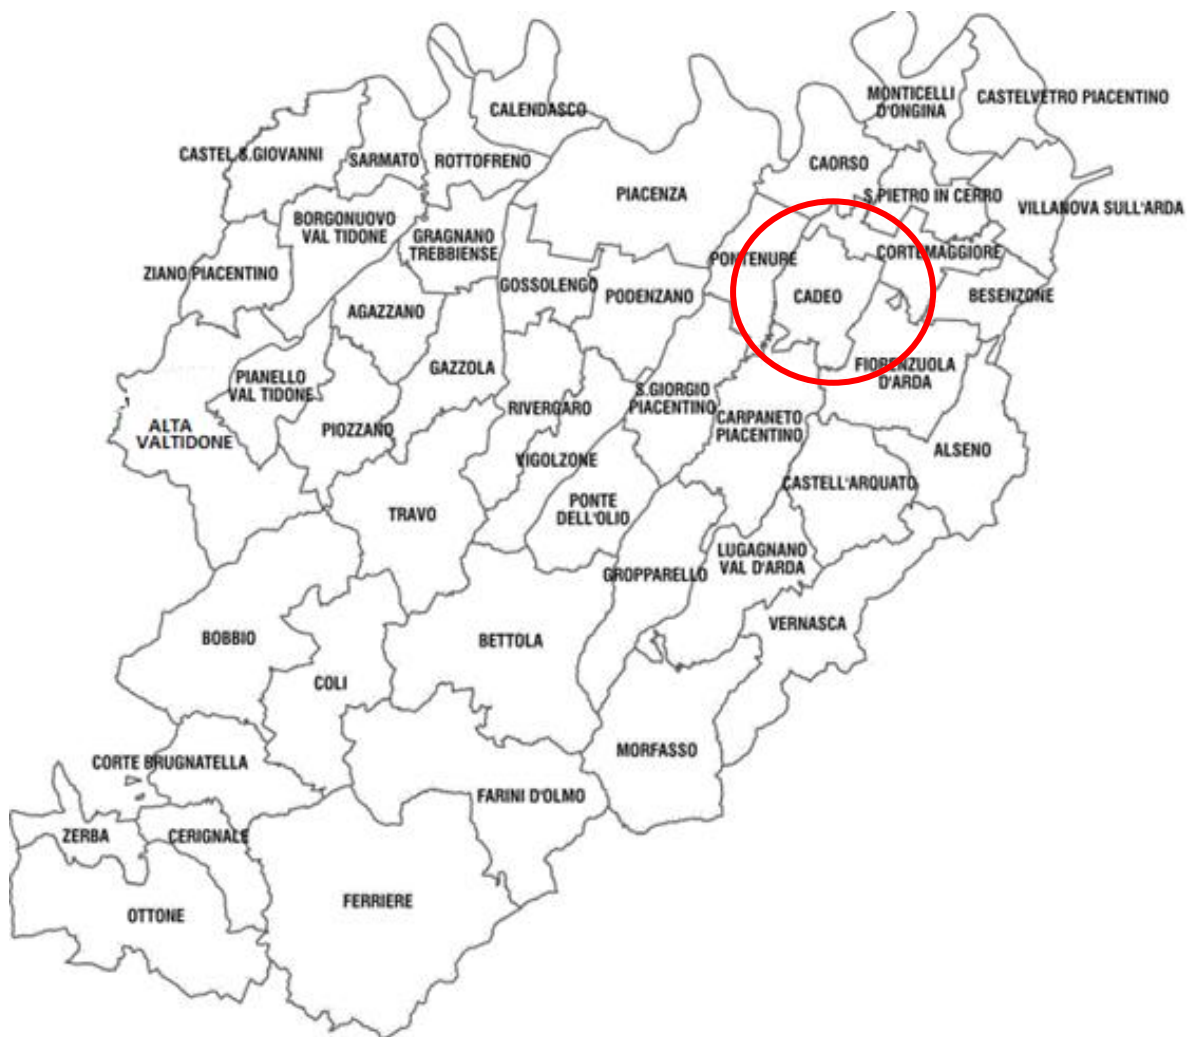 CALENDASCO
MONTICELLI
D'ONGINA
CASTELVETRO PIACENTINO
CASTEL S.GIOVANNI
SARMATO
ROTTOFRENO
CAORSO
PIACENZA
S.PIETRO IN CERRO
VILLANOVA SULL'ARDA
BORGONUOVO
VAL TIDONE
GRAGNANO
TREBBIENSE
ZIANO PIACENTINO
PONTENURE
CORTEMAGGIORE
GOSSOLENGO
PODENZANO
CADEO
BESENZONE
AGAZZANO
GAZZOLA
FIORENZUOLA
D'ARDA
PIANELLO
VAL TIDONE
RIVERGARO
S.GIORGIO
PIACENTINO
CARPANETO
PIACENTINO
ALTA
VALTIDONE
PIOZZANO
VIGOLZONE
ALSENO
CASTELL'ARQUATO
TRAVO
PONTE
DELL'OLIO
LUGAGNANO
VAL D'ARDA
GROPPARELLO
VERNASCA
BOBBIO
BETTOLA
COLI
MORFASSO
CORTE BRUGNATELLA
FARINI D'OLMO
ZERBA
CERIGNALE
FERRIERE
OTTONE